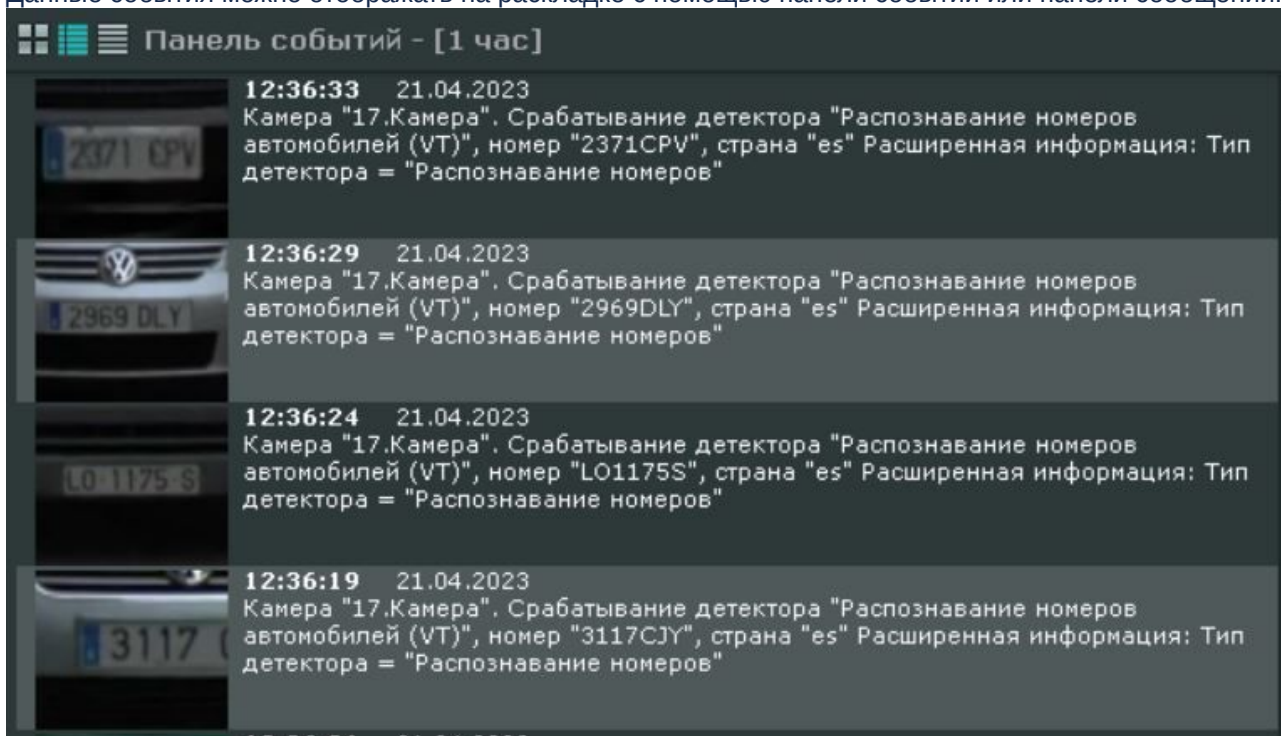 Панель событий - [1 час]
12:36:33 21.04.2023
Камера "17.Камера". Срабатывание детектора "Распознавание номеров
автомобилей (VT)", номер "2371CPV", страна "es" Расширенная информация: Тип
детектора = "Распознавание номеров"
2371 CPV
12:36:29 21.04.2023
Камера "17.Камера". Срабатывание детектора "Распознавание номеров
автомобилей (VT)", номер "2969DLY", страна "es" Расширенная информация: Тип
детектора = "Распознавание номеров"
2969 DLY
12:36:24 21.04.2023
Камера "17.Камера". Срабатывание детектора "Распознавание номеров
автомобилей (VT)", номер "LO1175S", страна "es" Расширенная информация: Тип
детектора = "Распознавание номеров"
LO-1175-S
12:36:19 21.04.2023
Камера "17.Камера". Срабатывание детектора "Распознавание номеров
автомобилей (VT)", номер "3117CJY", страна "es" Расширенная информация: Тип
детектора = "Распознавание номеров"
3117